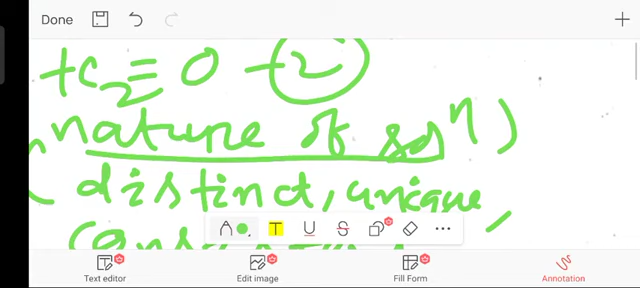 Done
+c₂ ≡ 0 -②
nature of solⁿ)
distinct, unique,
Text editor
Edit image
Fill Form
Annotation